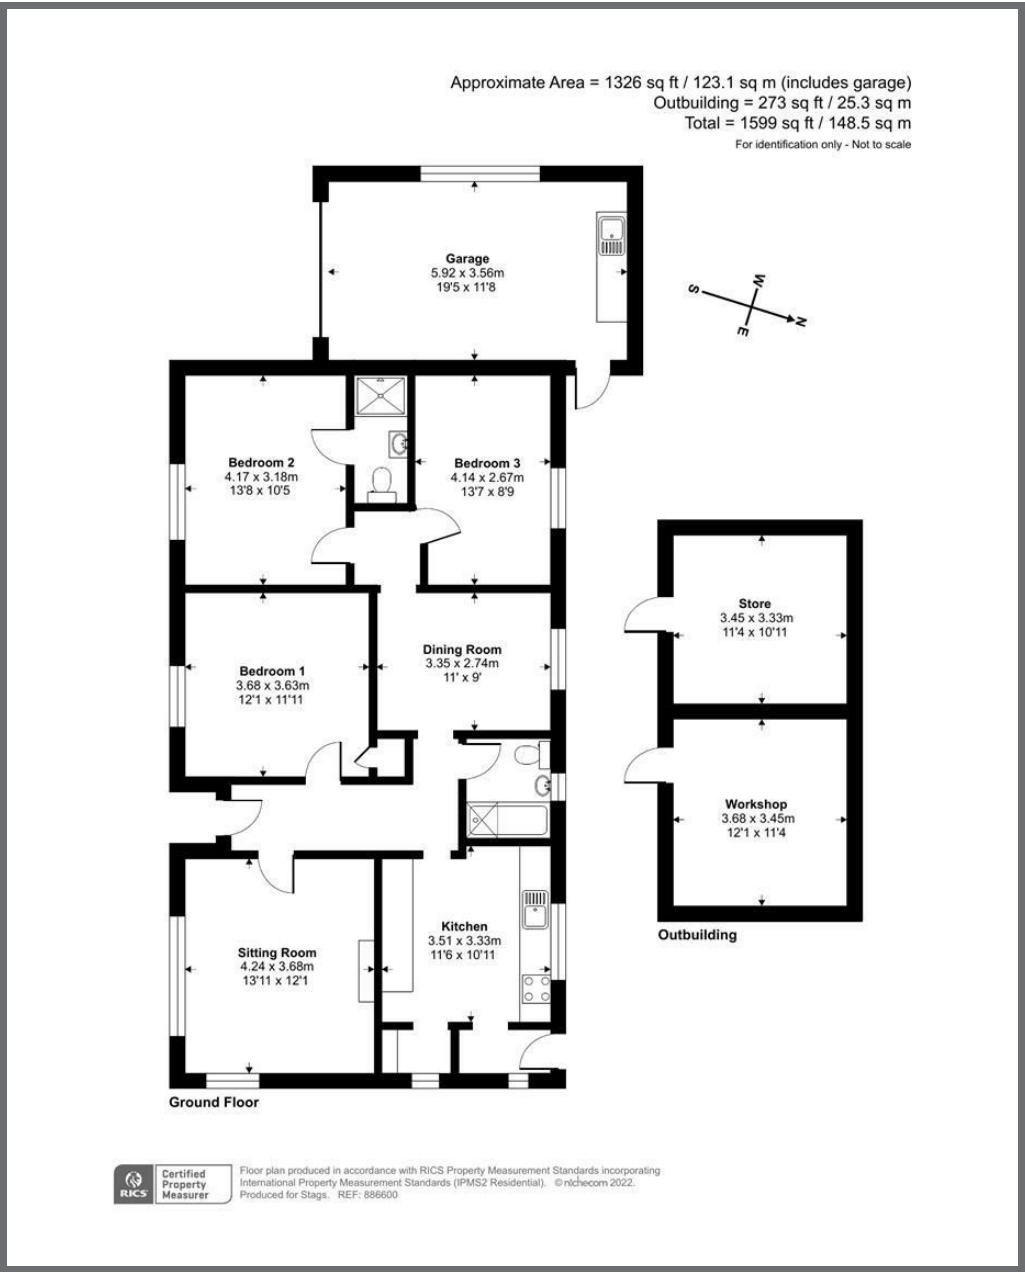 Approximate Area = 1326 sq ft / 123.1 sq m (includes garage)
Outbuilding = 273 sq ft / 25.3 sq m
Total = 1599 sq ft / 148.5 sq m
For identification only - Not to scale
Garage
5.92 x 3.56m
19'5 x 11'8
W
S
N
E
Bedroom 2
4.17 x 3.18m
13'8 x 10'5
Bedroom 3
4.14 x 2.67m
13'7 x 8'9
Store
3.45 x 3.33m
11'4 x 10'11
Dining Room
3.35 x 2.74m
11' x 9'
Bedroom 1
3.68 x 3.63m
12'1 x 11'11
Workshop
3.68 x 3.45m
12'1 x 11'4
Kitchen
3.51 x 3.33m
11'6 x 10'11
Outbuilding
Sitting Room
4.24 x 3.68m
13'11 x 12'1
Ground Floor
RICS
Certified
Property
Measurer
Floor plan produced in accordance with RICS Property Measurement Standards incorporating
International Property Measurement Standards (IPMS2 Residential). © nichecom 2022.
Produced for Stags. REF: 886600